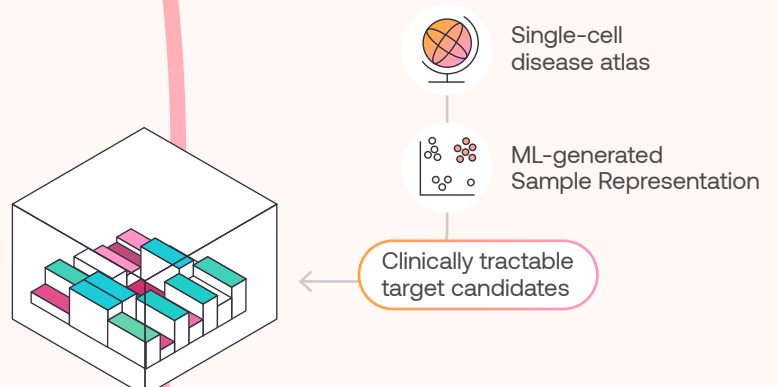 Single-cell
disease atlas
ML-generated
Sample Representation
Clinically tractable
target candidates